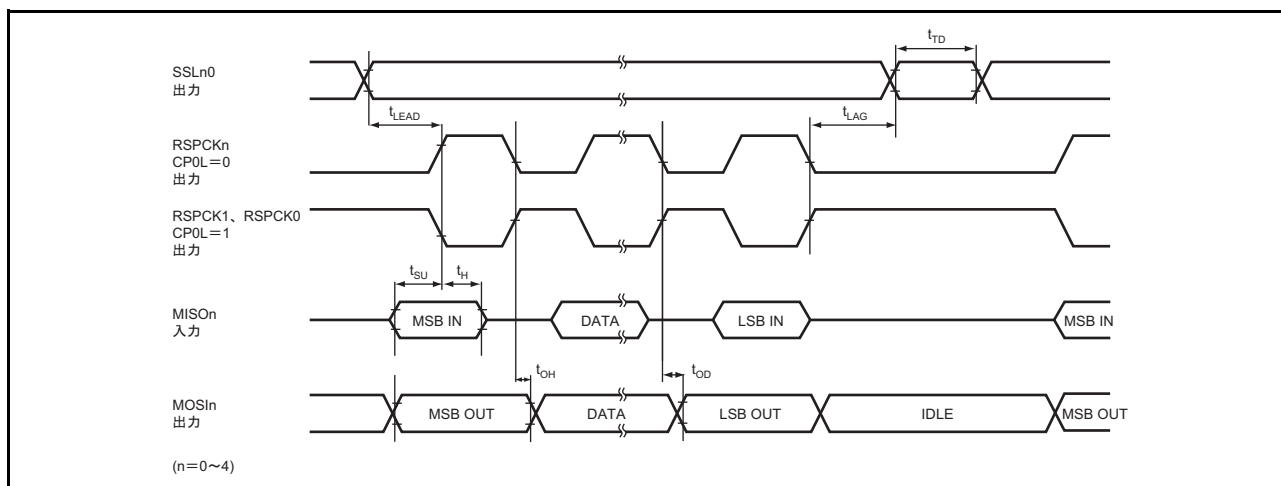 tTD
SSLn0
出力
tLEAD
tLAG
RSPCKn
CP0L=0
出力
RSPCK1、RSPCK0
CP0L=1
出力
tSU tH
MISOn
入力
MSB IN DATA LSB IN MSB IN
tOH tOD
MOSIn
出力
MSB OUT DATA LSB OUT IDLE MSB OUT
(n=0～4)